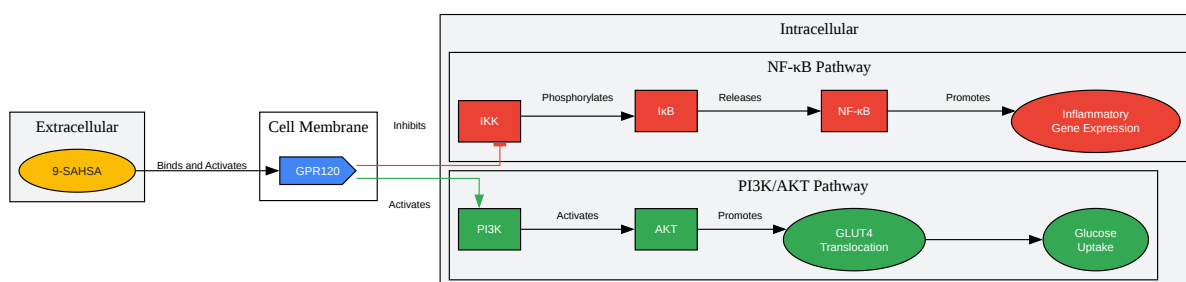 Intracellular
NF-κB Pathway
Extracellular
9-SAHSA
Binds and Activates
Cell Membrane
GPR120
Inhibits
Activates
IKK
Phosphorylates
IκB
Releases
NF-κB
Promotes
Inflammatory
Gene Expression
PI3K/AKT Pathway
PI3K
Activates
AKT
Promotes
GLUT4
Translocation
Glucose
Uptake